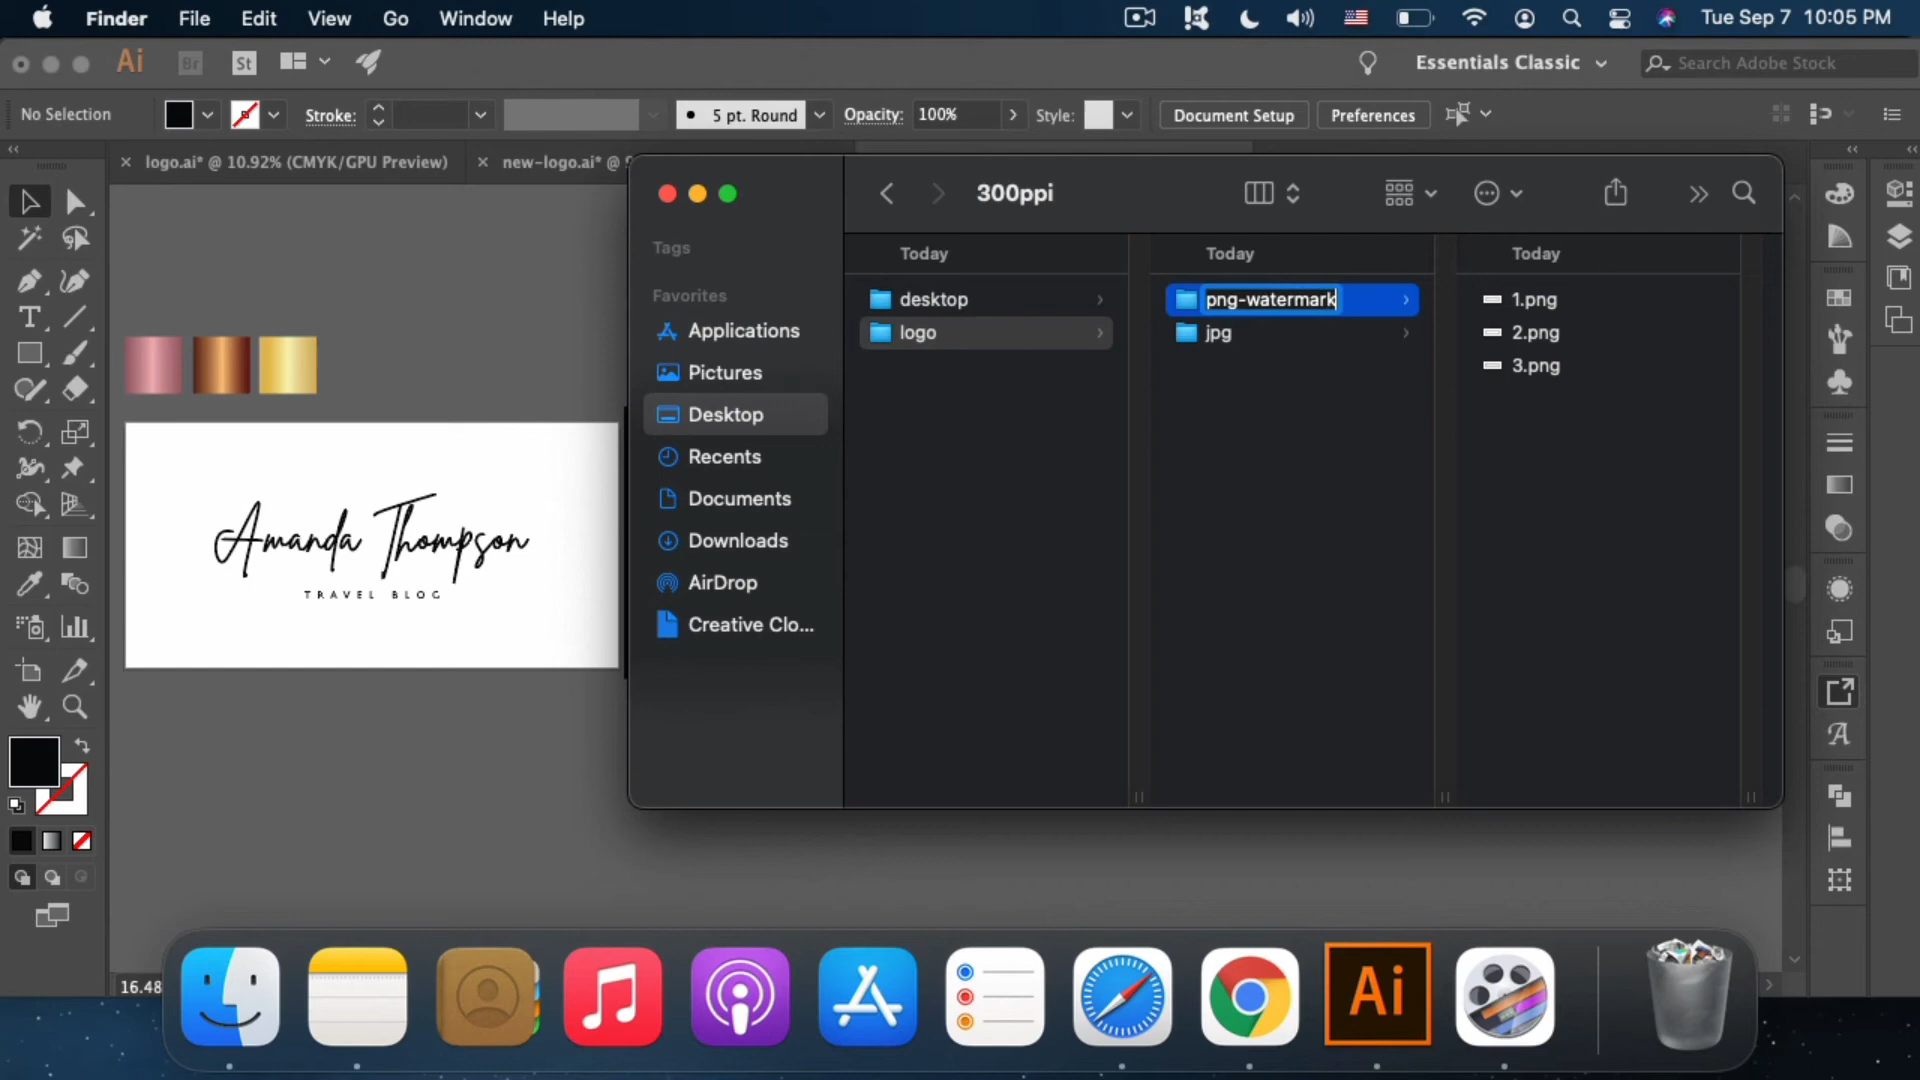 Finder File Edit View Go Window Help Tue Sep 7 10:05 PM
Ai Br St Essentials Classic Search Adobe Stock
No Selection Stroke: 5 pt. Round Opacity: 100% Style: Document Setup Preferences
logo.ai* @ 10.92% (CMYK/GPU Preview) new-logo.ai* @
300ppi
Tags
Favorites
Applications
Pictures
Desktop
Recents
Documents
Downloads
AirDrop
Creative Clo...
Today
desktop
logo
Today
png-watermark
jpg
Today
1.png
2.png
3.png
Amanda Thompson
TRAVEL BLOG
16.48
Ai